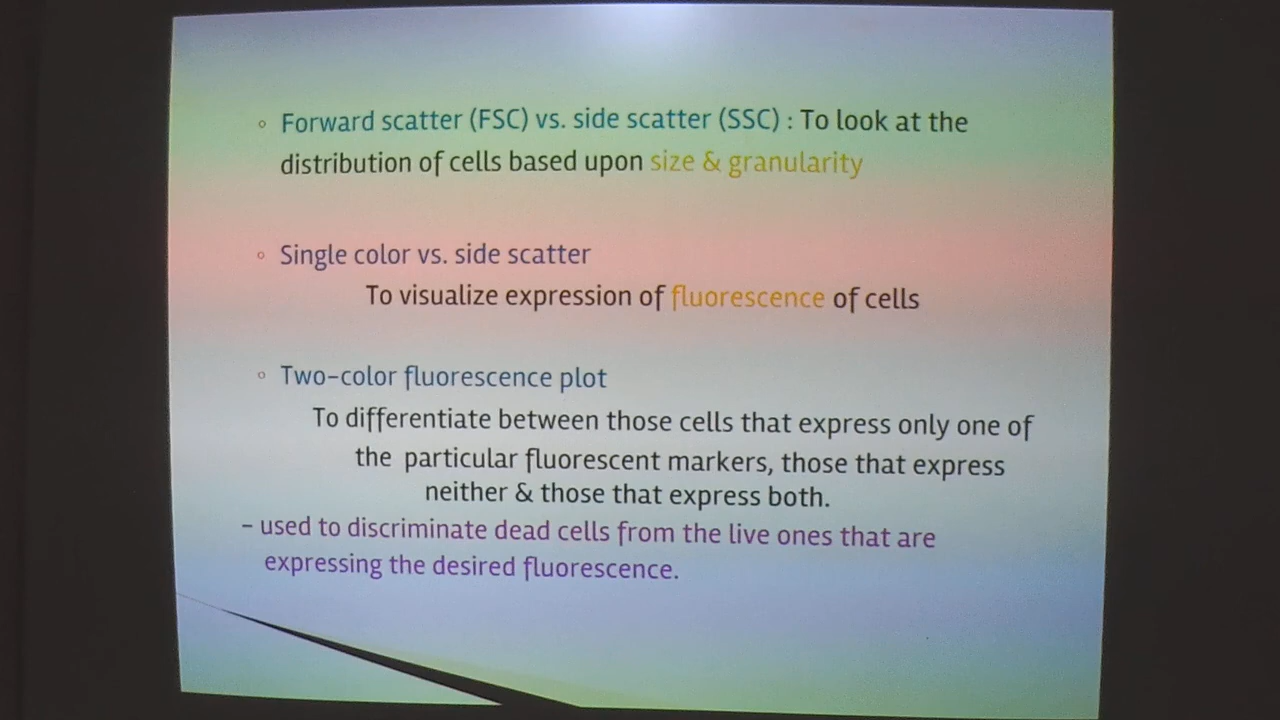 ◦ Forward scatter (FSC) vs. side scatter (SSC) : To look at the
distribution of cells based upon size & granularity
◦ Single color vs. side scatter
To visualize expression of fluorescence of cells
◦ Two-color fluorescence plot
To differentiate between those cells that express only one of
the particular fluorescent markers, those that express
neither & those that express both.
– used to discriminate dead cells from the live ones that are
expressing the desired fluorescence.